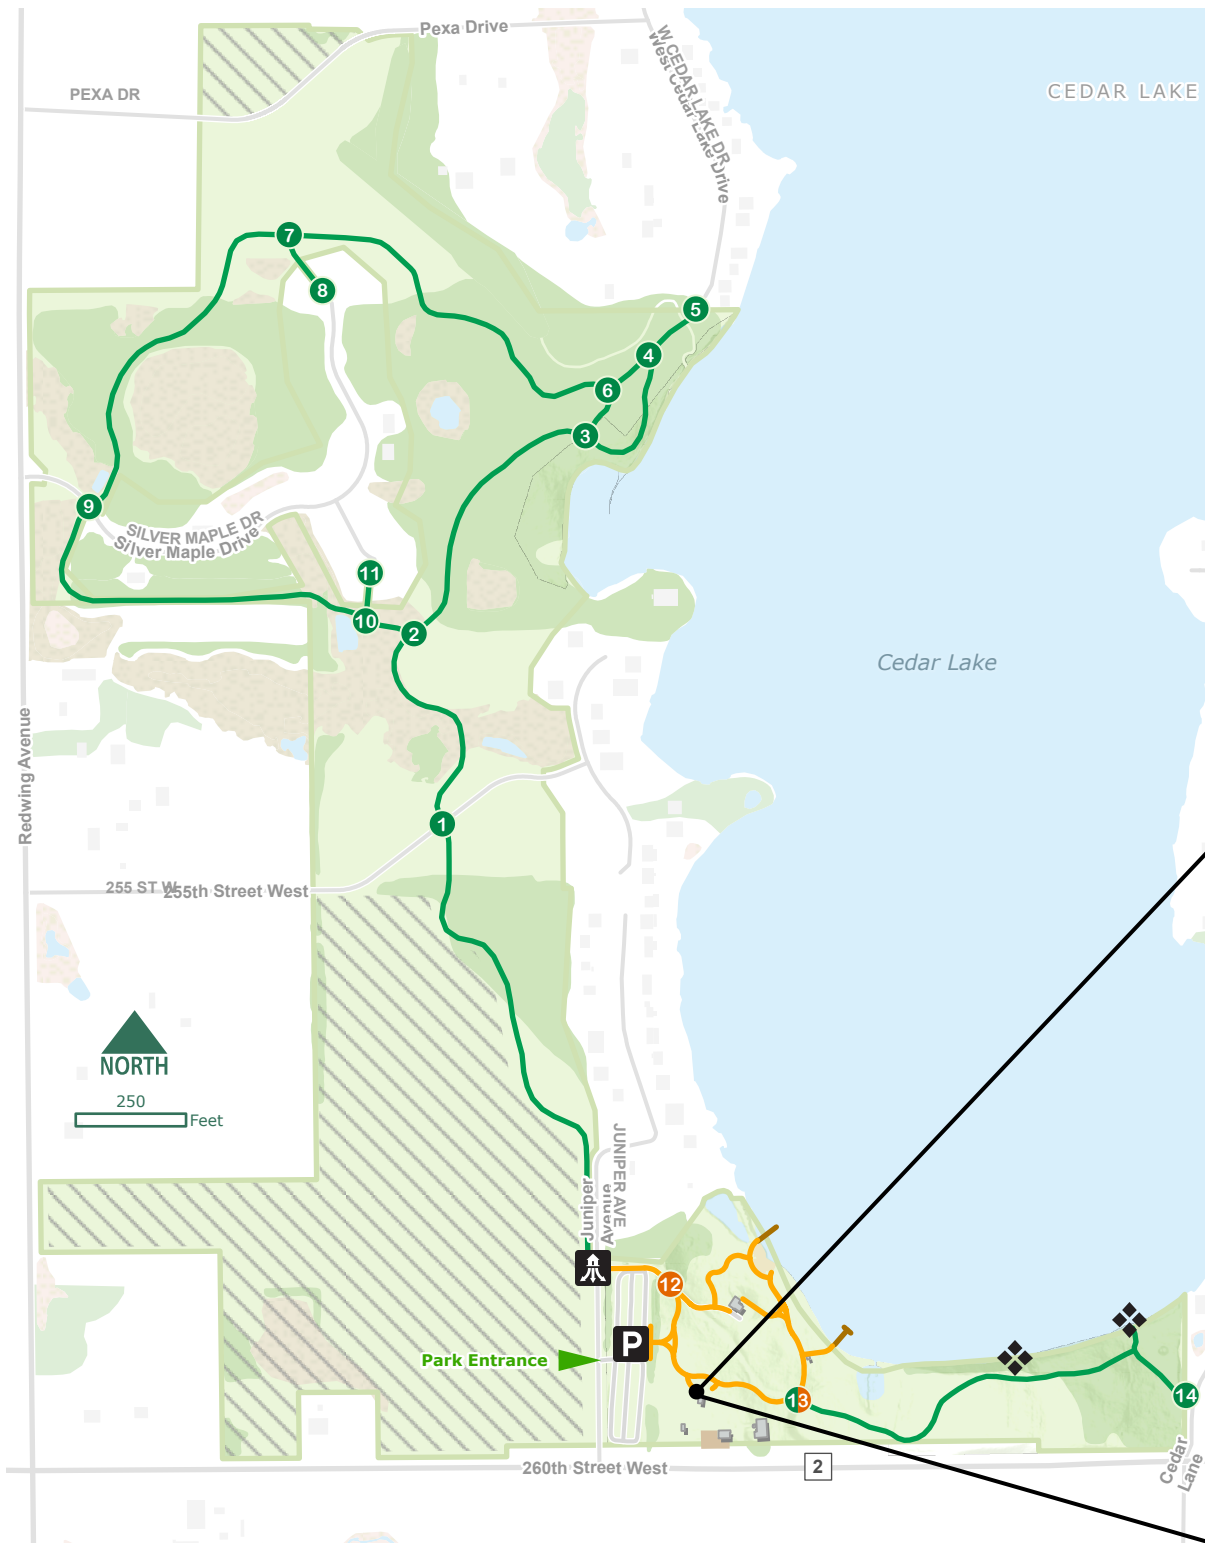 Pexa Drive
W CEDAR LAKE DR
West Cedar Lake Drive
PEXA DR
CEDAR LAKE
7
8
5
4
6
3
9
SILVER MAPLE DR
Silver Maple Drive
11
10
2
Cedar Lake
Redwing Avenue
1
255 ST W
255th Street West
NORTH
250
Feet
JUNIPER AVE
Juniper
Avenue
12
P
Park Entrance
13
14
260th Street West
2
Cedar
Lane